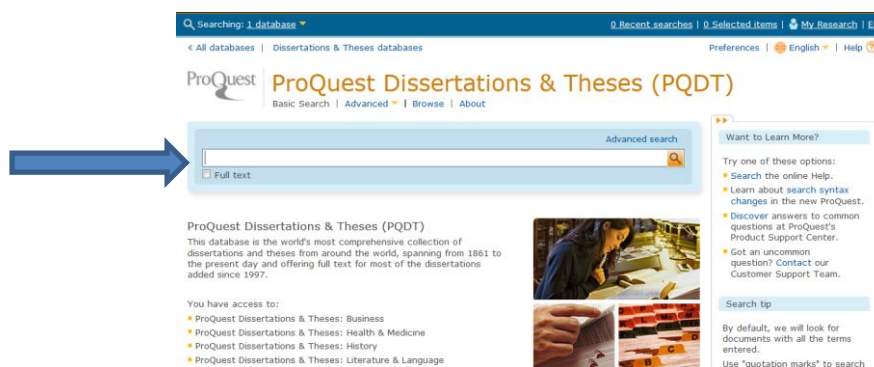 Searching: 1 database
0 Recent searches | 0 Selected items | My Research | E
< All databases | Dissertations & Theses databases
Preferences | English | Help ?
ProQuest
ProQuest Dissertations & Theses (PQDT)
Basic Search | Advanced | Browse | About
Advanced search
Full text
ProQuest Dissertations & Theses (PQDT)
This database is the world's most comprehensive collection of
dissertations and theses from around the world, spanning from 1861 to
the present day and offering full text for most of the dissertations
added since 1997.
You have access to:
ProQuest Dissertations & Theses: Business
ProQuest Dissertations & Theses: Health & Medicine
ProQuest Dissertations & Theses: History
ProQuest Dissertations & Theses: Literature & Language
B
C
Want to Learn More?
Try one of these options:
Search the online Help.
Learn about search syntax
changes in the new ProQuest.
Discover answers to common
questions at ProQuest's
Product Support Center.
Got an uncommon
question? Contact our
Customer Support Team.
Search tip
By default, we will look for
documents with all the terms
entered.
Use "quotation marks" to search